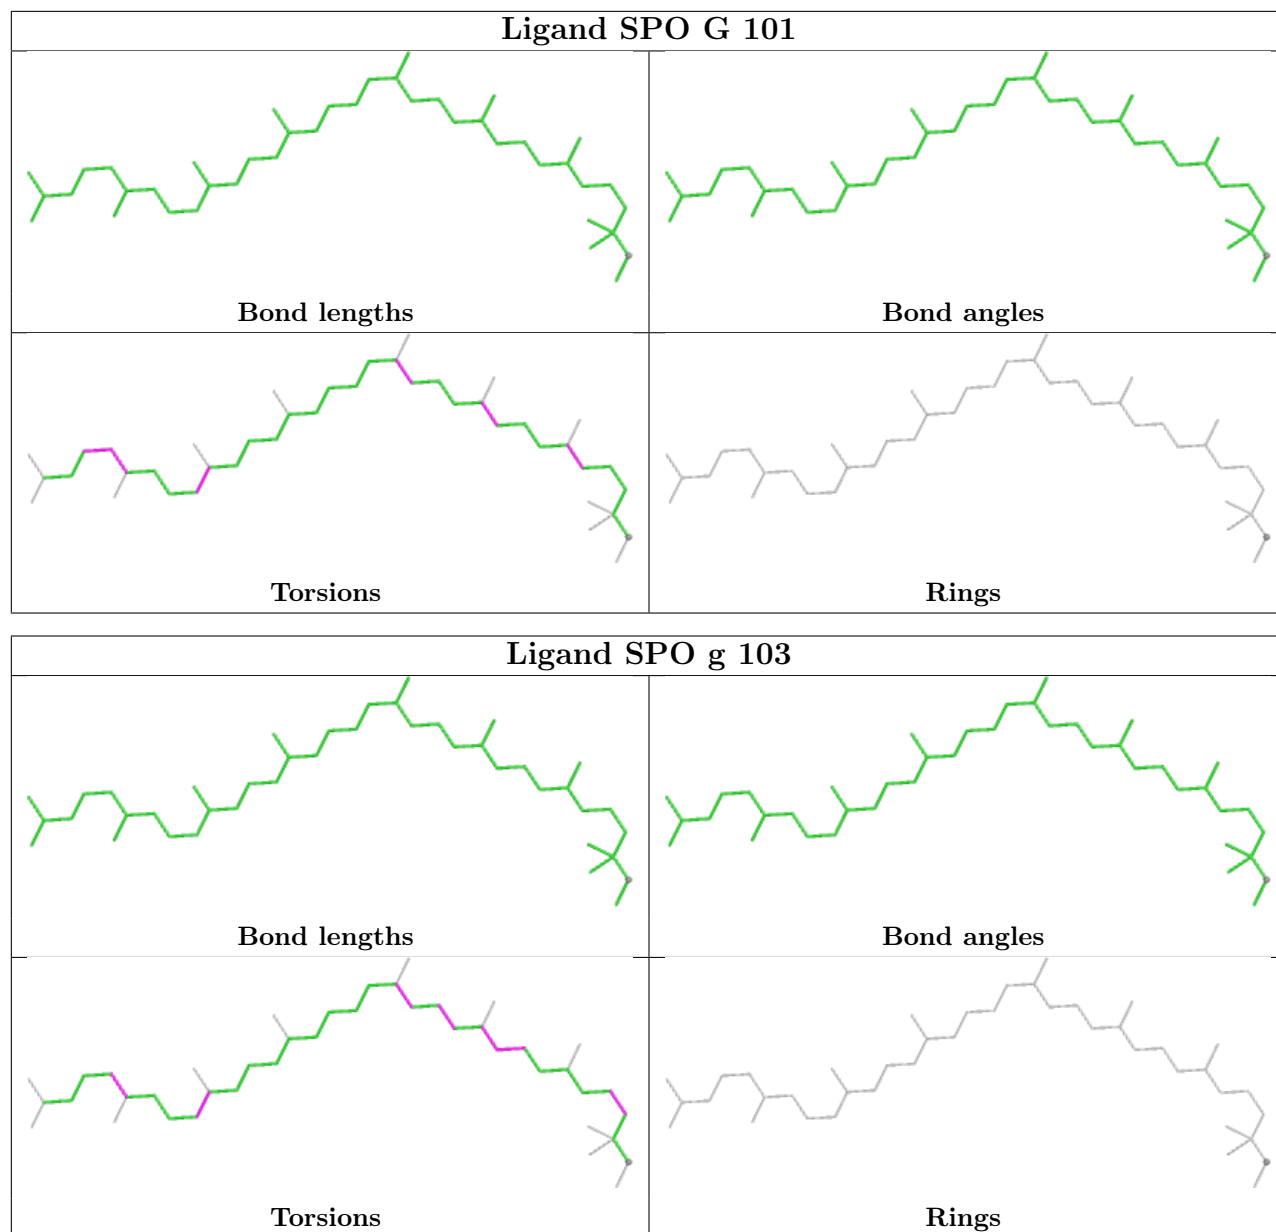 Ligand SPO G 101
Bond lengths
Bond angles
Torsions
Rings
Ligand SPO g 103
Bond lengths
Bond angles
Torsions
Rings